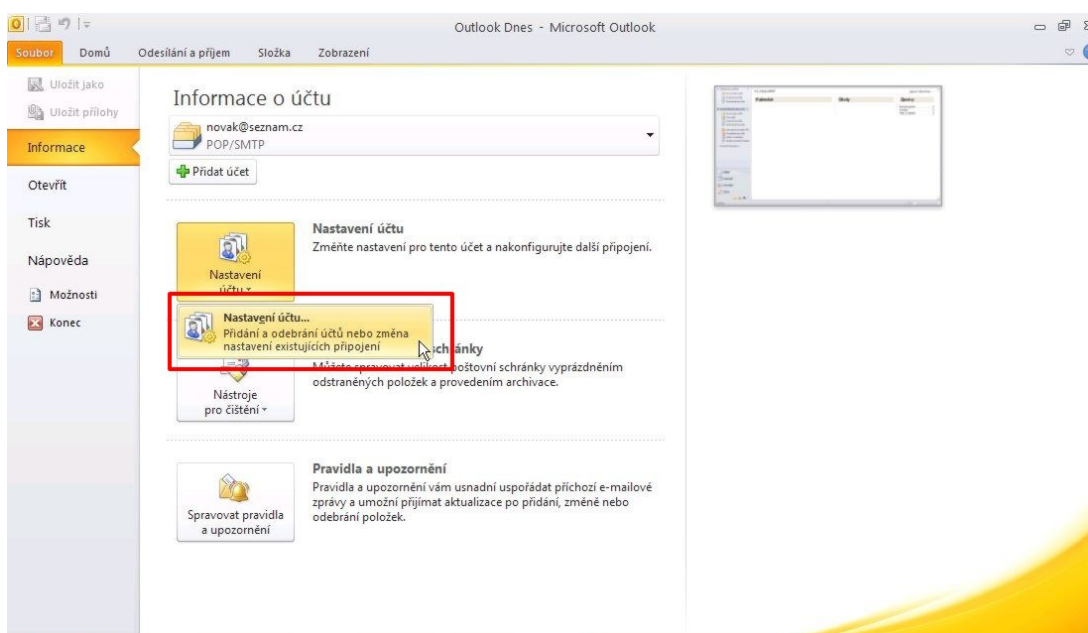 Outlook Dnes - Microsoft Outlook
Soubor Domů Odesílání a příjem Složka Zobrazení
Uložit jako
Uložit přílohy
Informace
Otevřít
Tisk
Nápověda
Možnosti
Konec
Informace o účtu
novak@seznam.cz
POP/SMTP
Přidat účet
Nastavení
účtu
Nastavení účtu
Změňte nastavení pro tento účet a nakonfigurujte další připojení.
Nastavení účtu...
Přidání a odebrání účtů nebo změna
nastavení existujících připojení
schránky
Můžete spravovat velikost poštovní schránky vyprázdněním
odstraněných položek a provedením archivace.
Nástroje
pro čištění
Spravovat pravidla
a upozornění
Pravidla a upozornění
Pravidla a upozornění vám usnadní uspořádat příchozí e-mailové
zprávy a umožní přijímat aktualizace po přidání, změně nebo
odebrání položek.